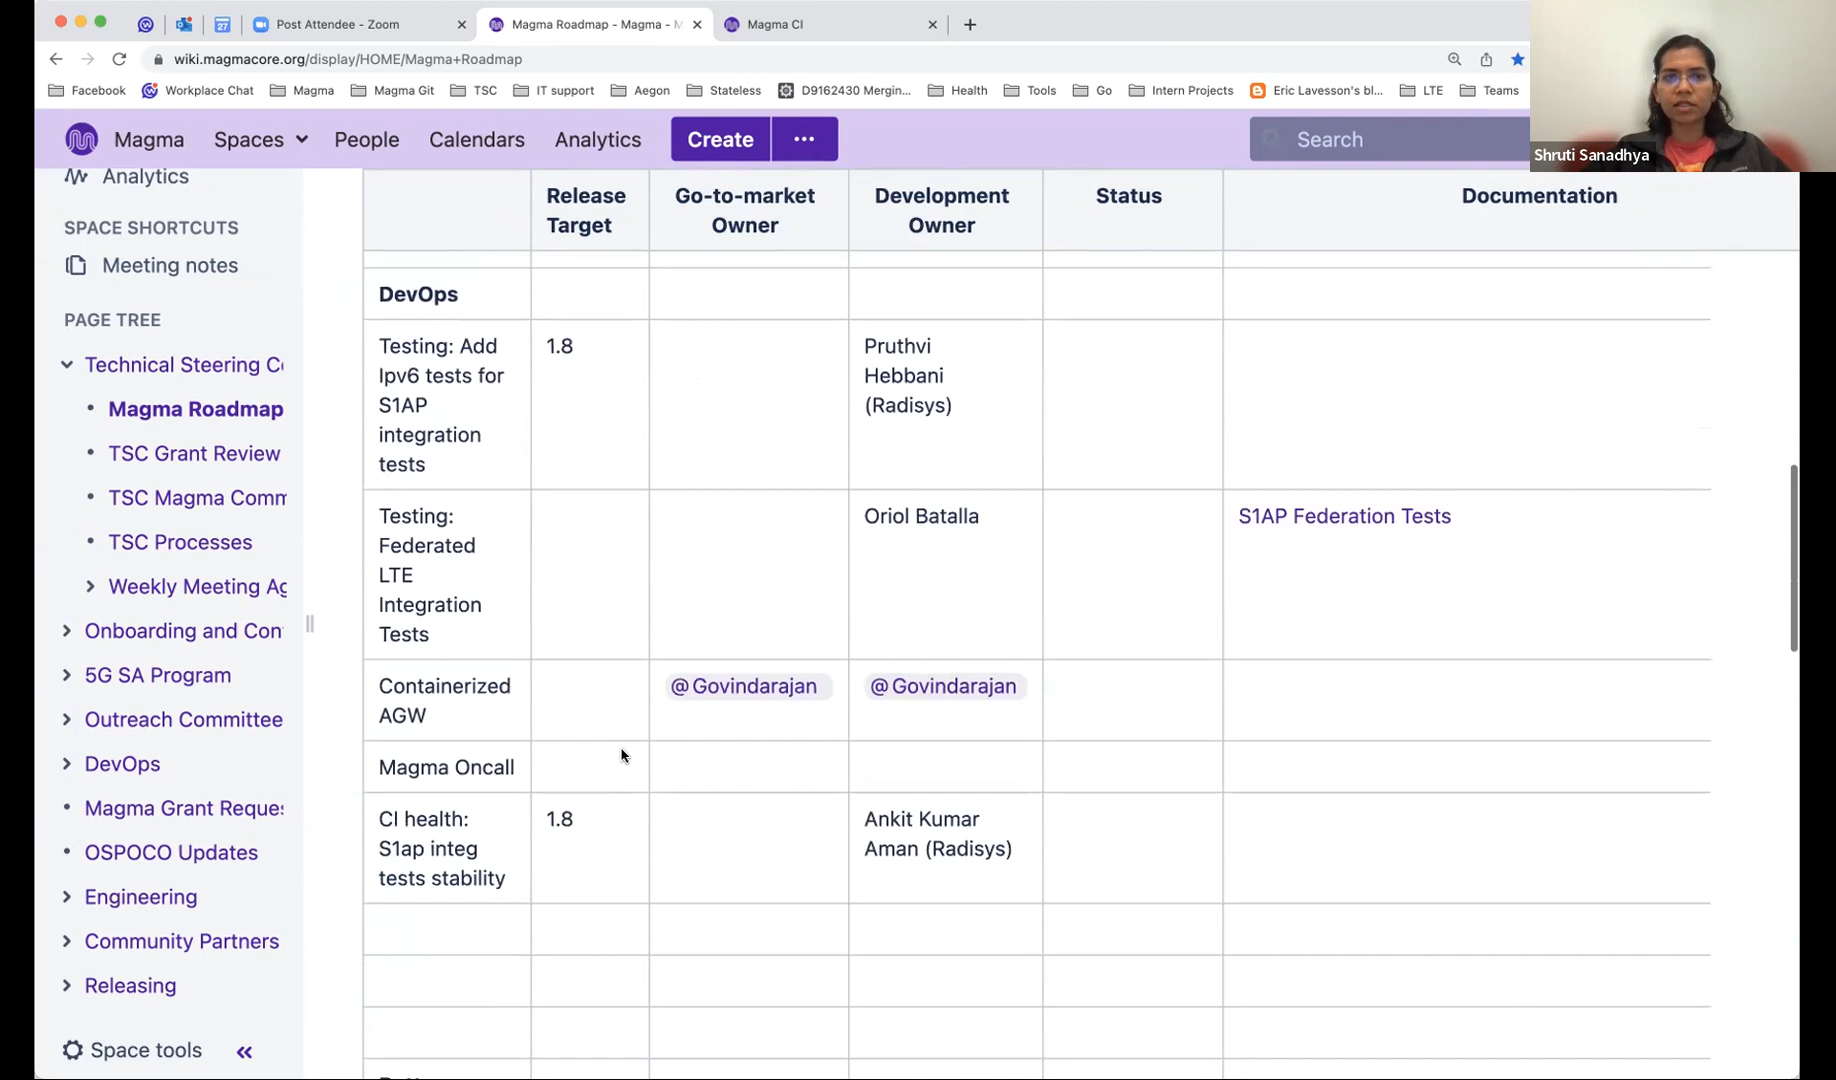 Post Attendee - Zoom
Magma Roadmap - Magma - M
Magma CI
27
wiki.magmacore.org/display/HOME/Magma+Roadmap
Facebook
Workplace Chat
Magma
Magma Git
TSC
IT support
Aegon
Stateless
D9162430 Mergin...
Health
Tools
Go
Intern Projects
Eric Lavesson's bl...
LTE
Teams
Shruti Sanadhya
Magma
Spaces
People
Calendars
Analytics
Create
Search
Analytics
SPACE SHORTCUTS
Meeting notes
PAGE TREE
Technical Steering C
Magma Roadmap
TSC Grant Review
TSC Magma Comm
TSC Processes
Weekly Meeting Ag
Onboarding and Con
5G SA Program
Outreach Committee
DevOps
Magma Grant Reque
OSPOCO Updates
Engineering
Community Partners
Releasing
Space tools
Release Target
Go-to-market Owner
Development Owner
Status
Documentation
DevOps
Testing: Add
Ipv6 tests for
S1AP
integration
tests
1.8
Pruthvi
Hebbani
(Radisys)
Testing:
Federated
LTE
Integration
Tests
Oriol Batalla
S1AP Federation Tests
Containerized
AGW
@Govindarajan
@Govindarajan
Magma Oncall
CI health:
S1ap integ
tests stability
1.8
Ankit Kumar
Aman (Radisys)